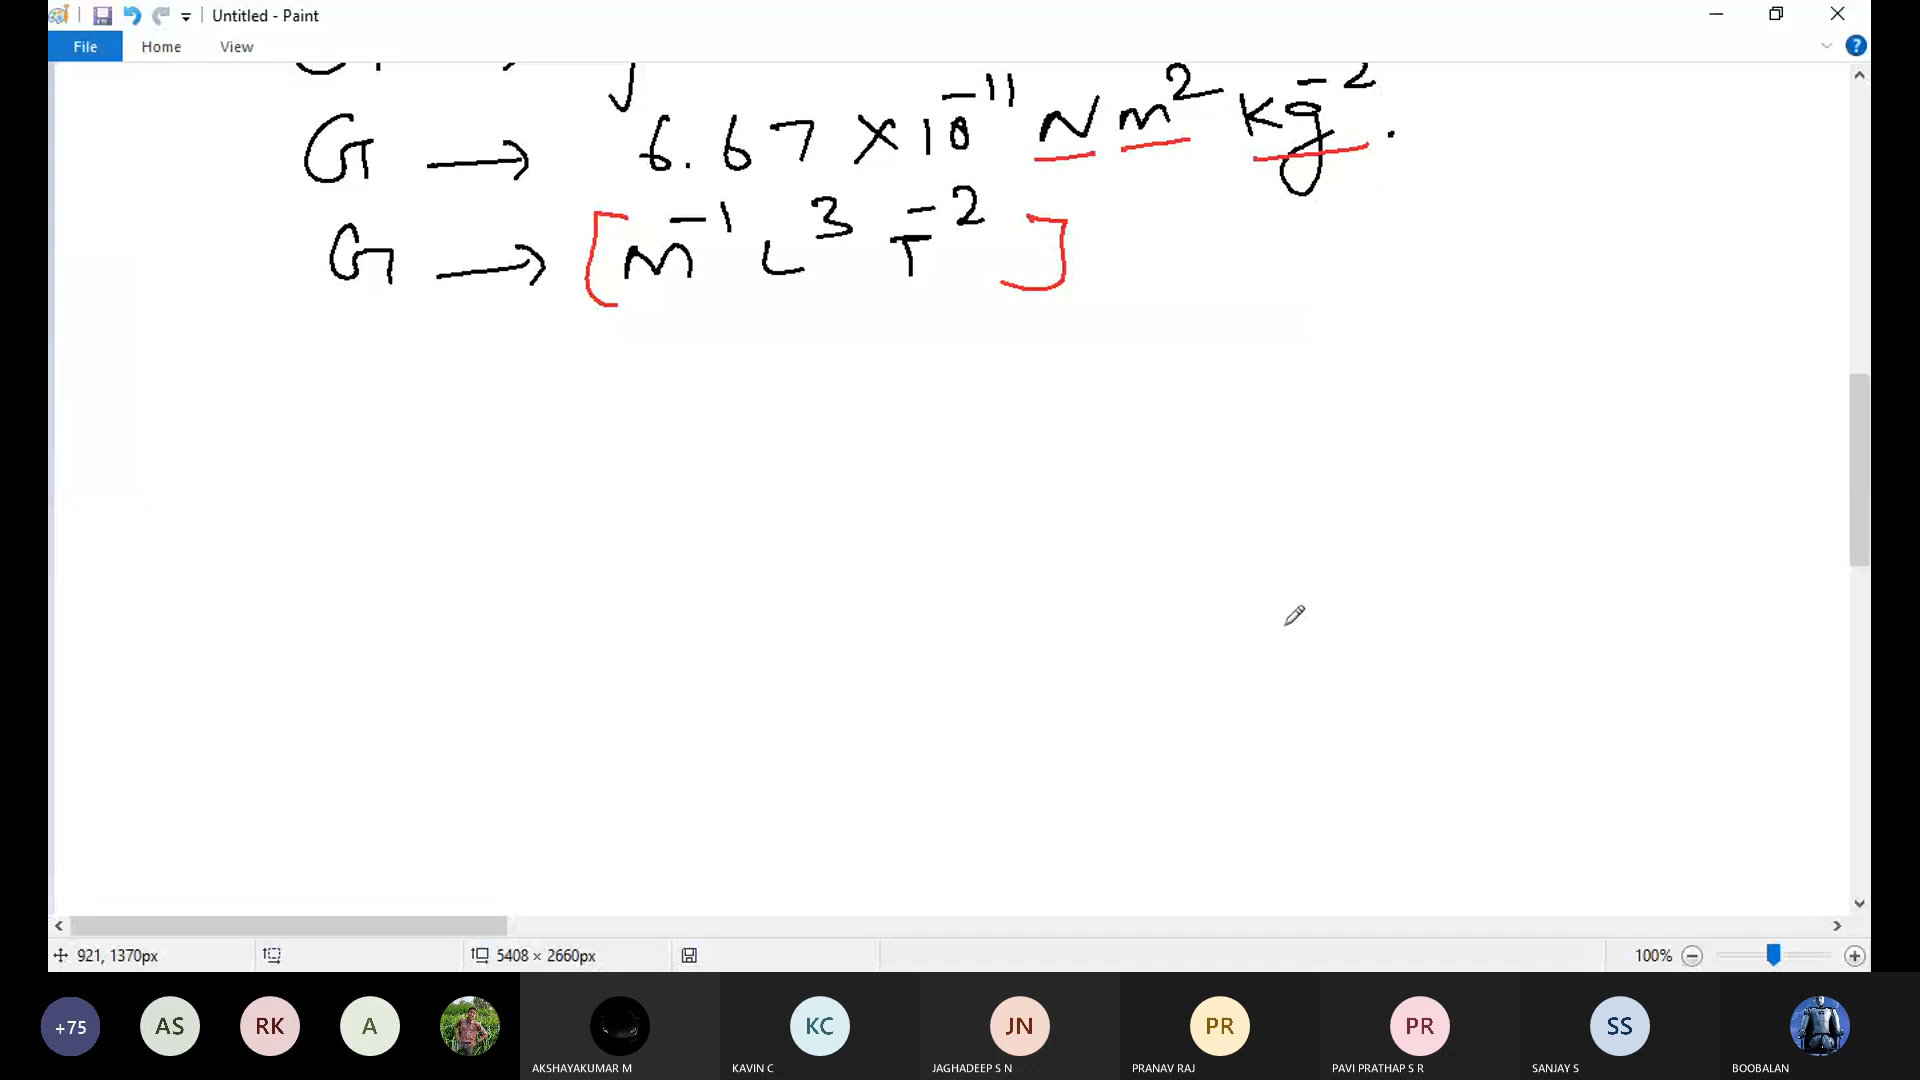 Untitled - Paint
File Home View
G → 6.67 × 10⁻¹¹ N m² kg⁻² .
G → [ M⁻¹ L³ T⁻² ]
921, 1370px 5408 × 2660px 100%
+75 AS RK A KC JN PR PR SS
AKSHAYAKUMAR M KAVIN C JAGHADEEP S N PRANAV RAJ PAVI PRATHAP S R SANJAY S BOOBALAN